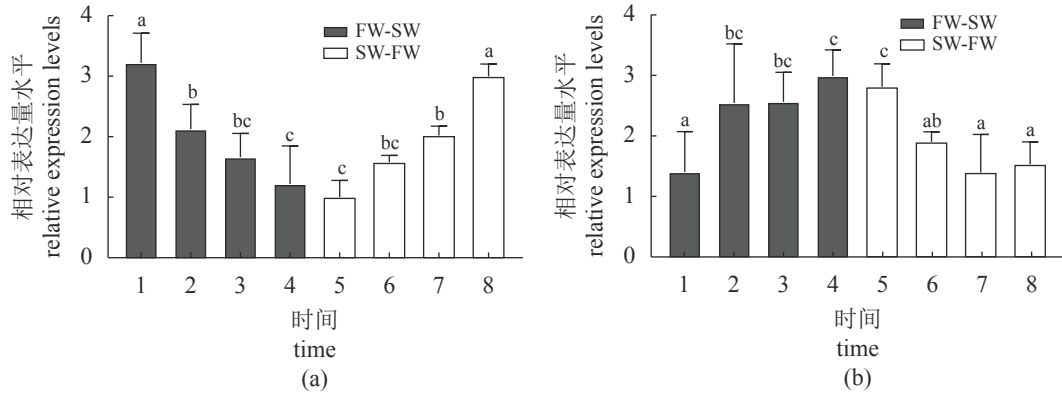 相对表达量水平
relative expression levels
4
3
2
1
0
FW-SW
SW-FW
a
b
bc
c
c
bc
b
a
1 2 3 4 5 6 7 8
时间
time
(a)
相对表达量水平
relative expression levels
4
3
2
1
0
FW-SW
SW-FW
a
bc
bc
c
c
ab
a
a
1 2 3 4 5 6 7 8
时间
time
(b)